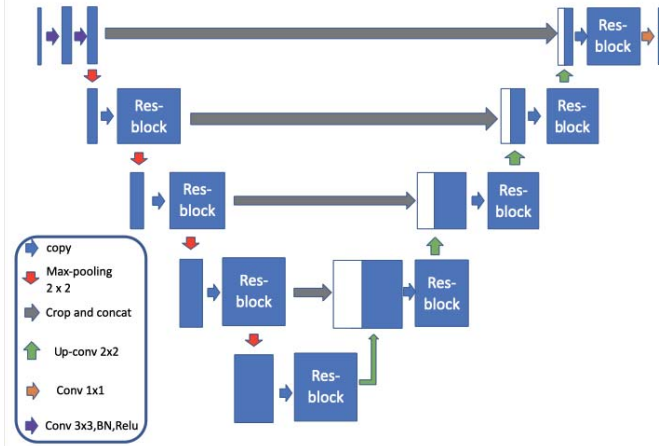 Res-
block
Res-
block
Res-
block
Res-
block
Res-
block
Res-
block
Res-
block
Res-
block
Res-
block
copy
Max-pooling
2 x 2
Crop and concat
Up-conv 2x2
Conv 1x1
Conv 3x3,BN,Relu